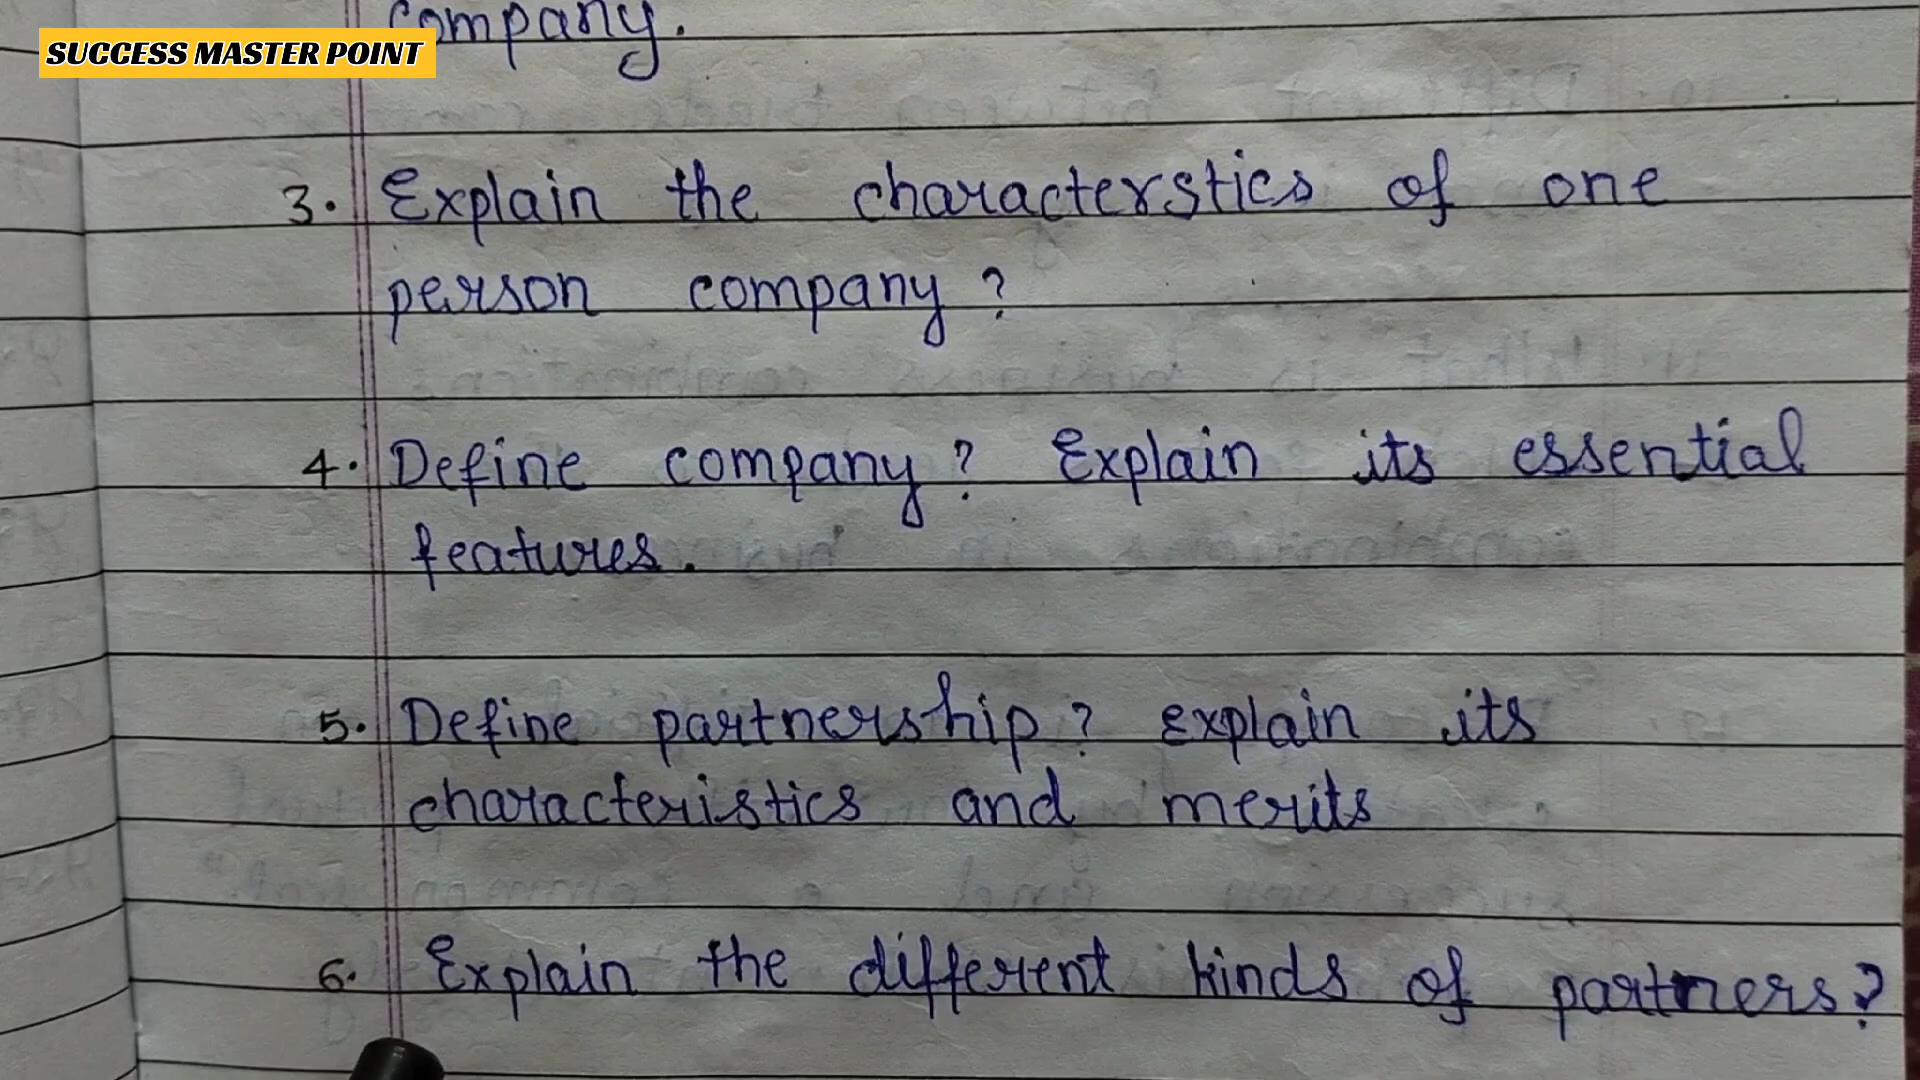 company.
SUCCESS MASTER POINT
3. Explain the characterstics of one
person company?
4. Define company? Explain its essential
features.
5. Define partnership? explain its
characteristics and merits
6. Explain the different kinds of partners?